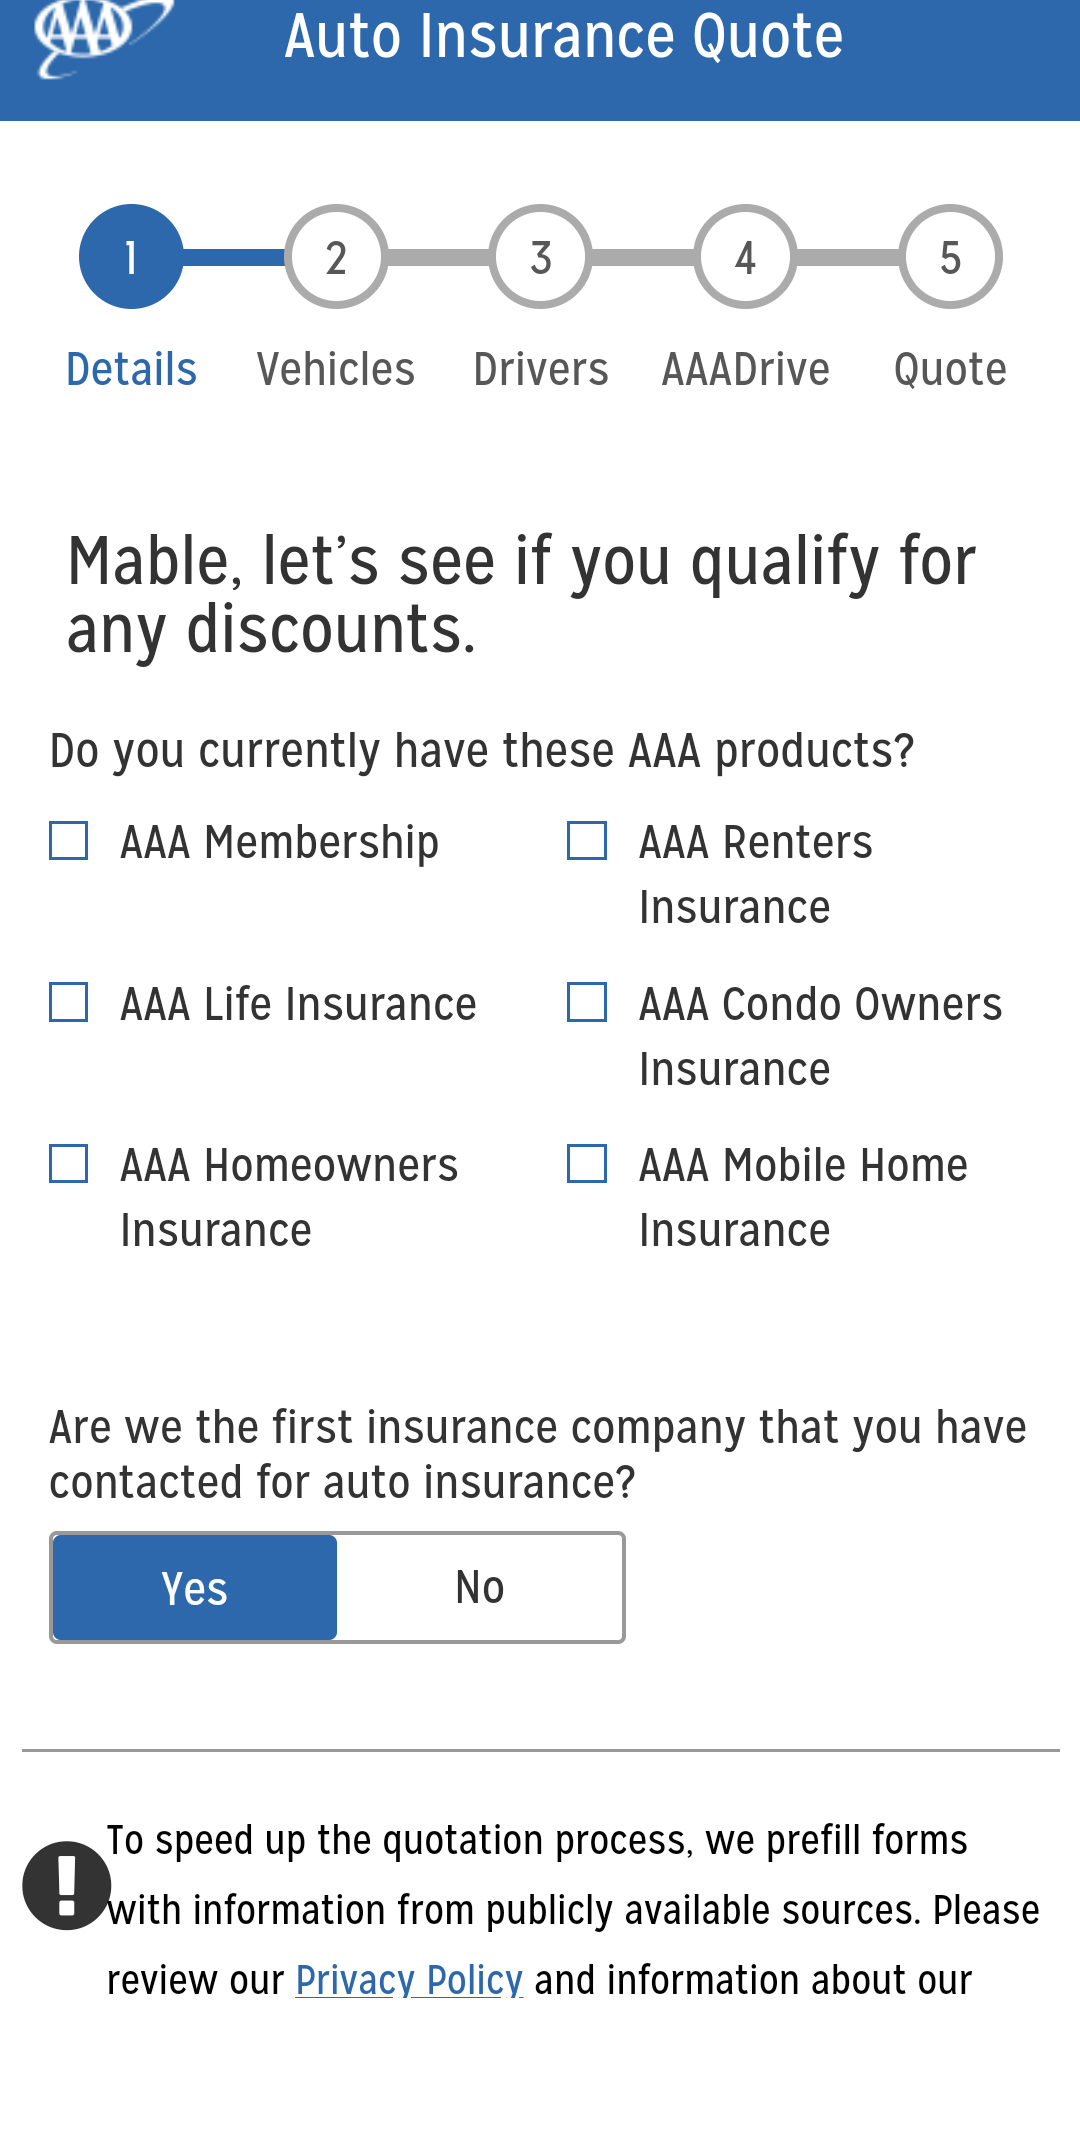 AAA
Auto Insurance Quote
1 2 3 4 5
Details Vehicles Drivers AAADrive Quote
Mable, let’s see if you qualify for
any discounts.
Do you currently have these AAA products?
AAA Membership
AAA Renters
Insurance
AAA Life Insurance
AAA Condo Owners
Insurance
AAA Homeowners
Insurance
AAA Mobile Home
Insurance
Are we the first insurance company that you have
contacted for auto insurance?
Yes No
To speed up the quotation process, we prefill forms
with information from publicly available sources. Please
review our Privacy Policy and information about our